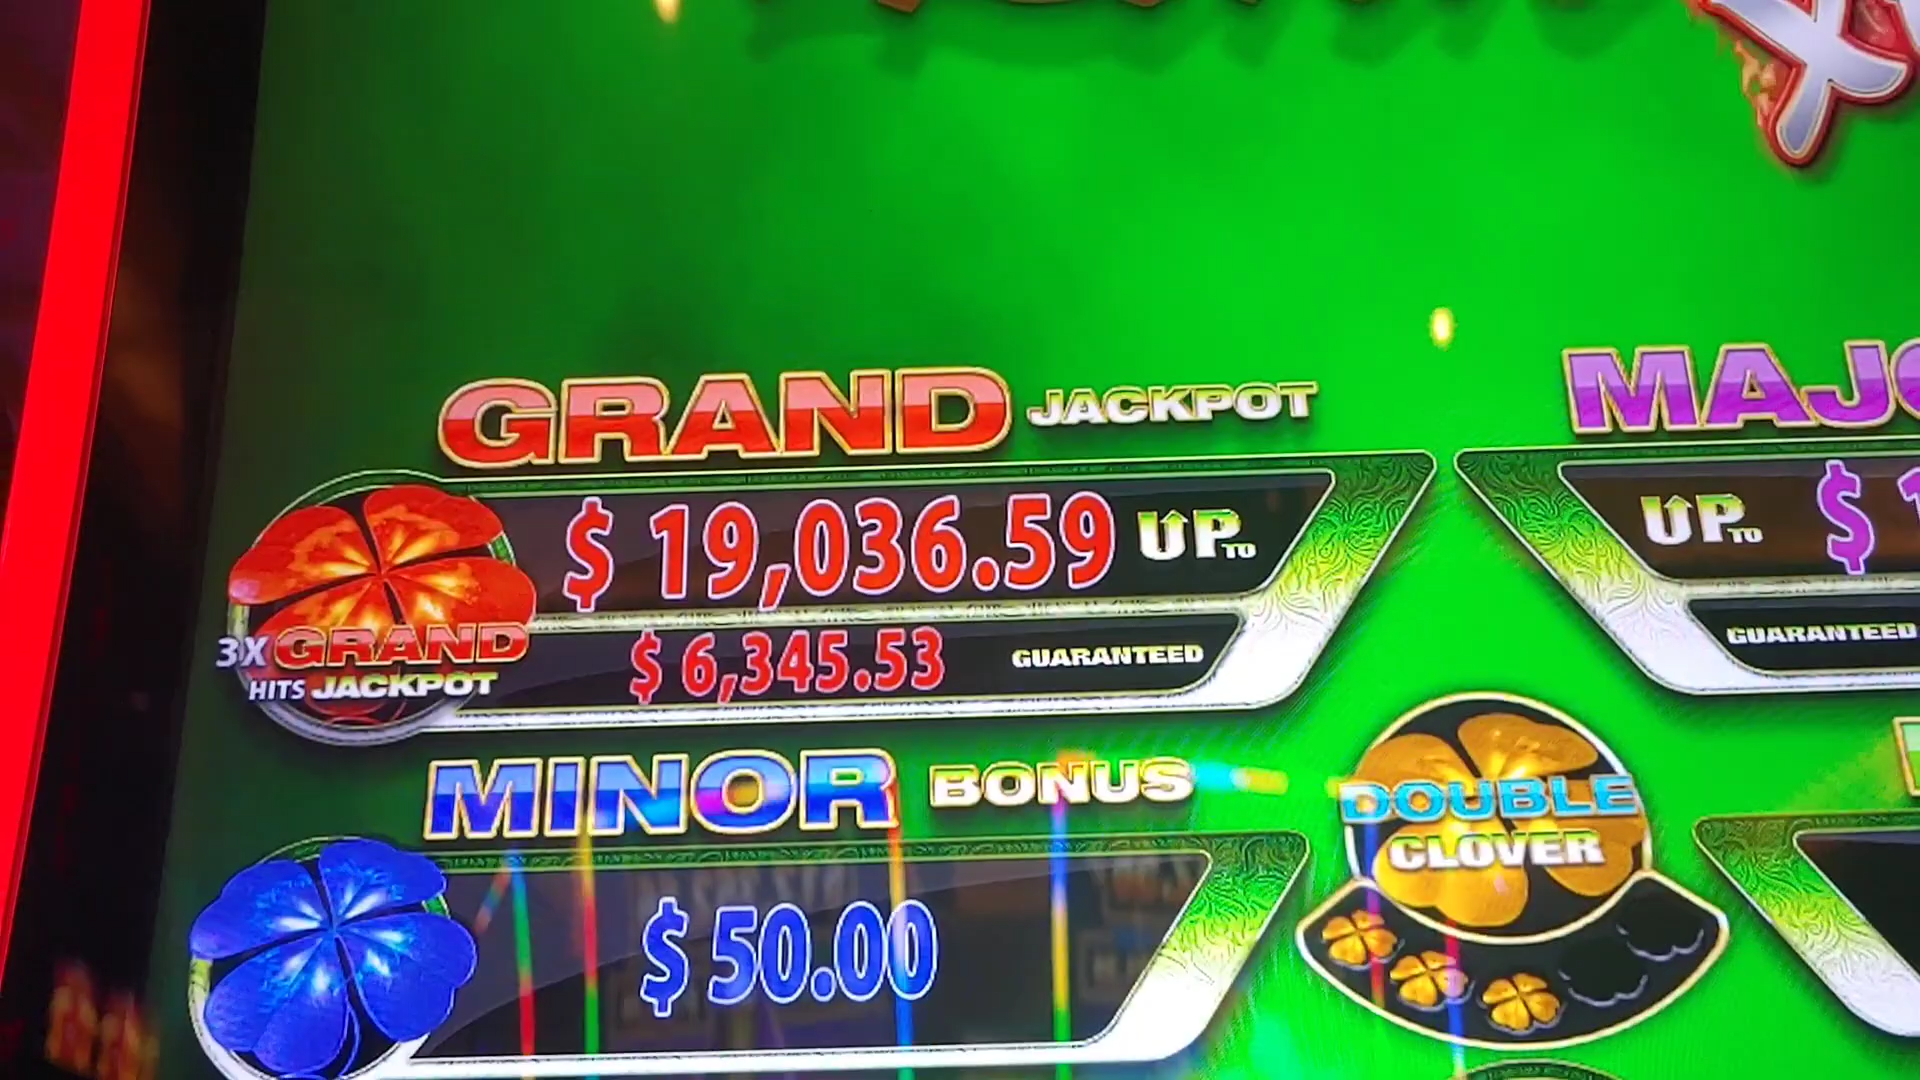 GRAND JACKPOT
$ 19,036.59 UP TO
$ 6,345.53 GUARANTEED
3X GRAND
HITS JACKPOT
UP TO $
GUARANTEED
MINOR BONUS
$ 50.00
DOUBLE
CLOVER